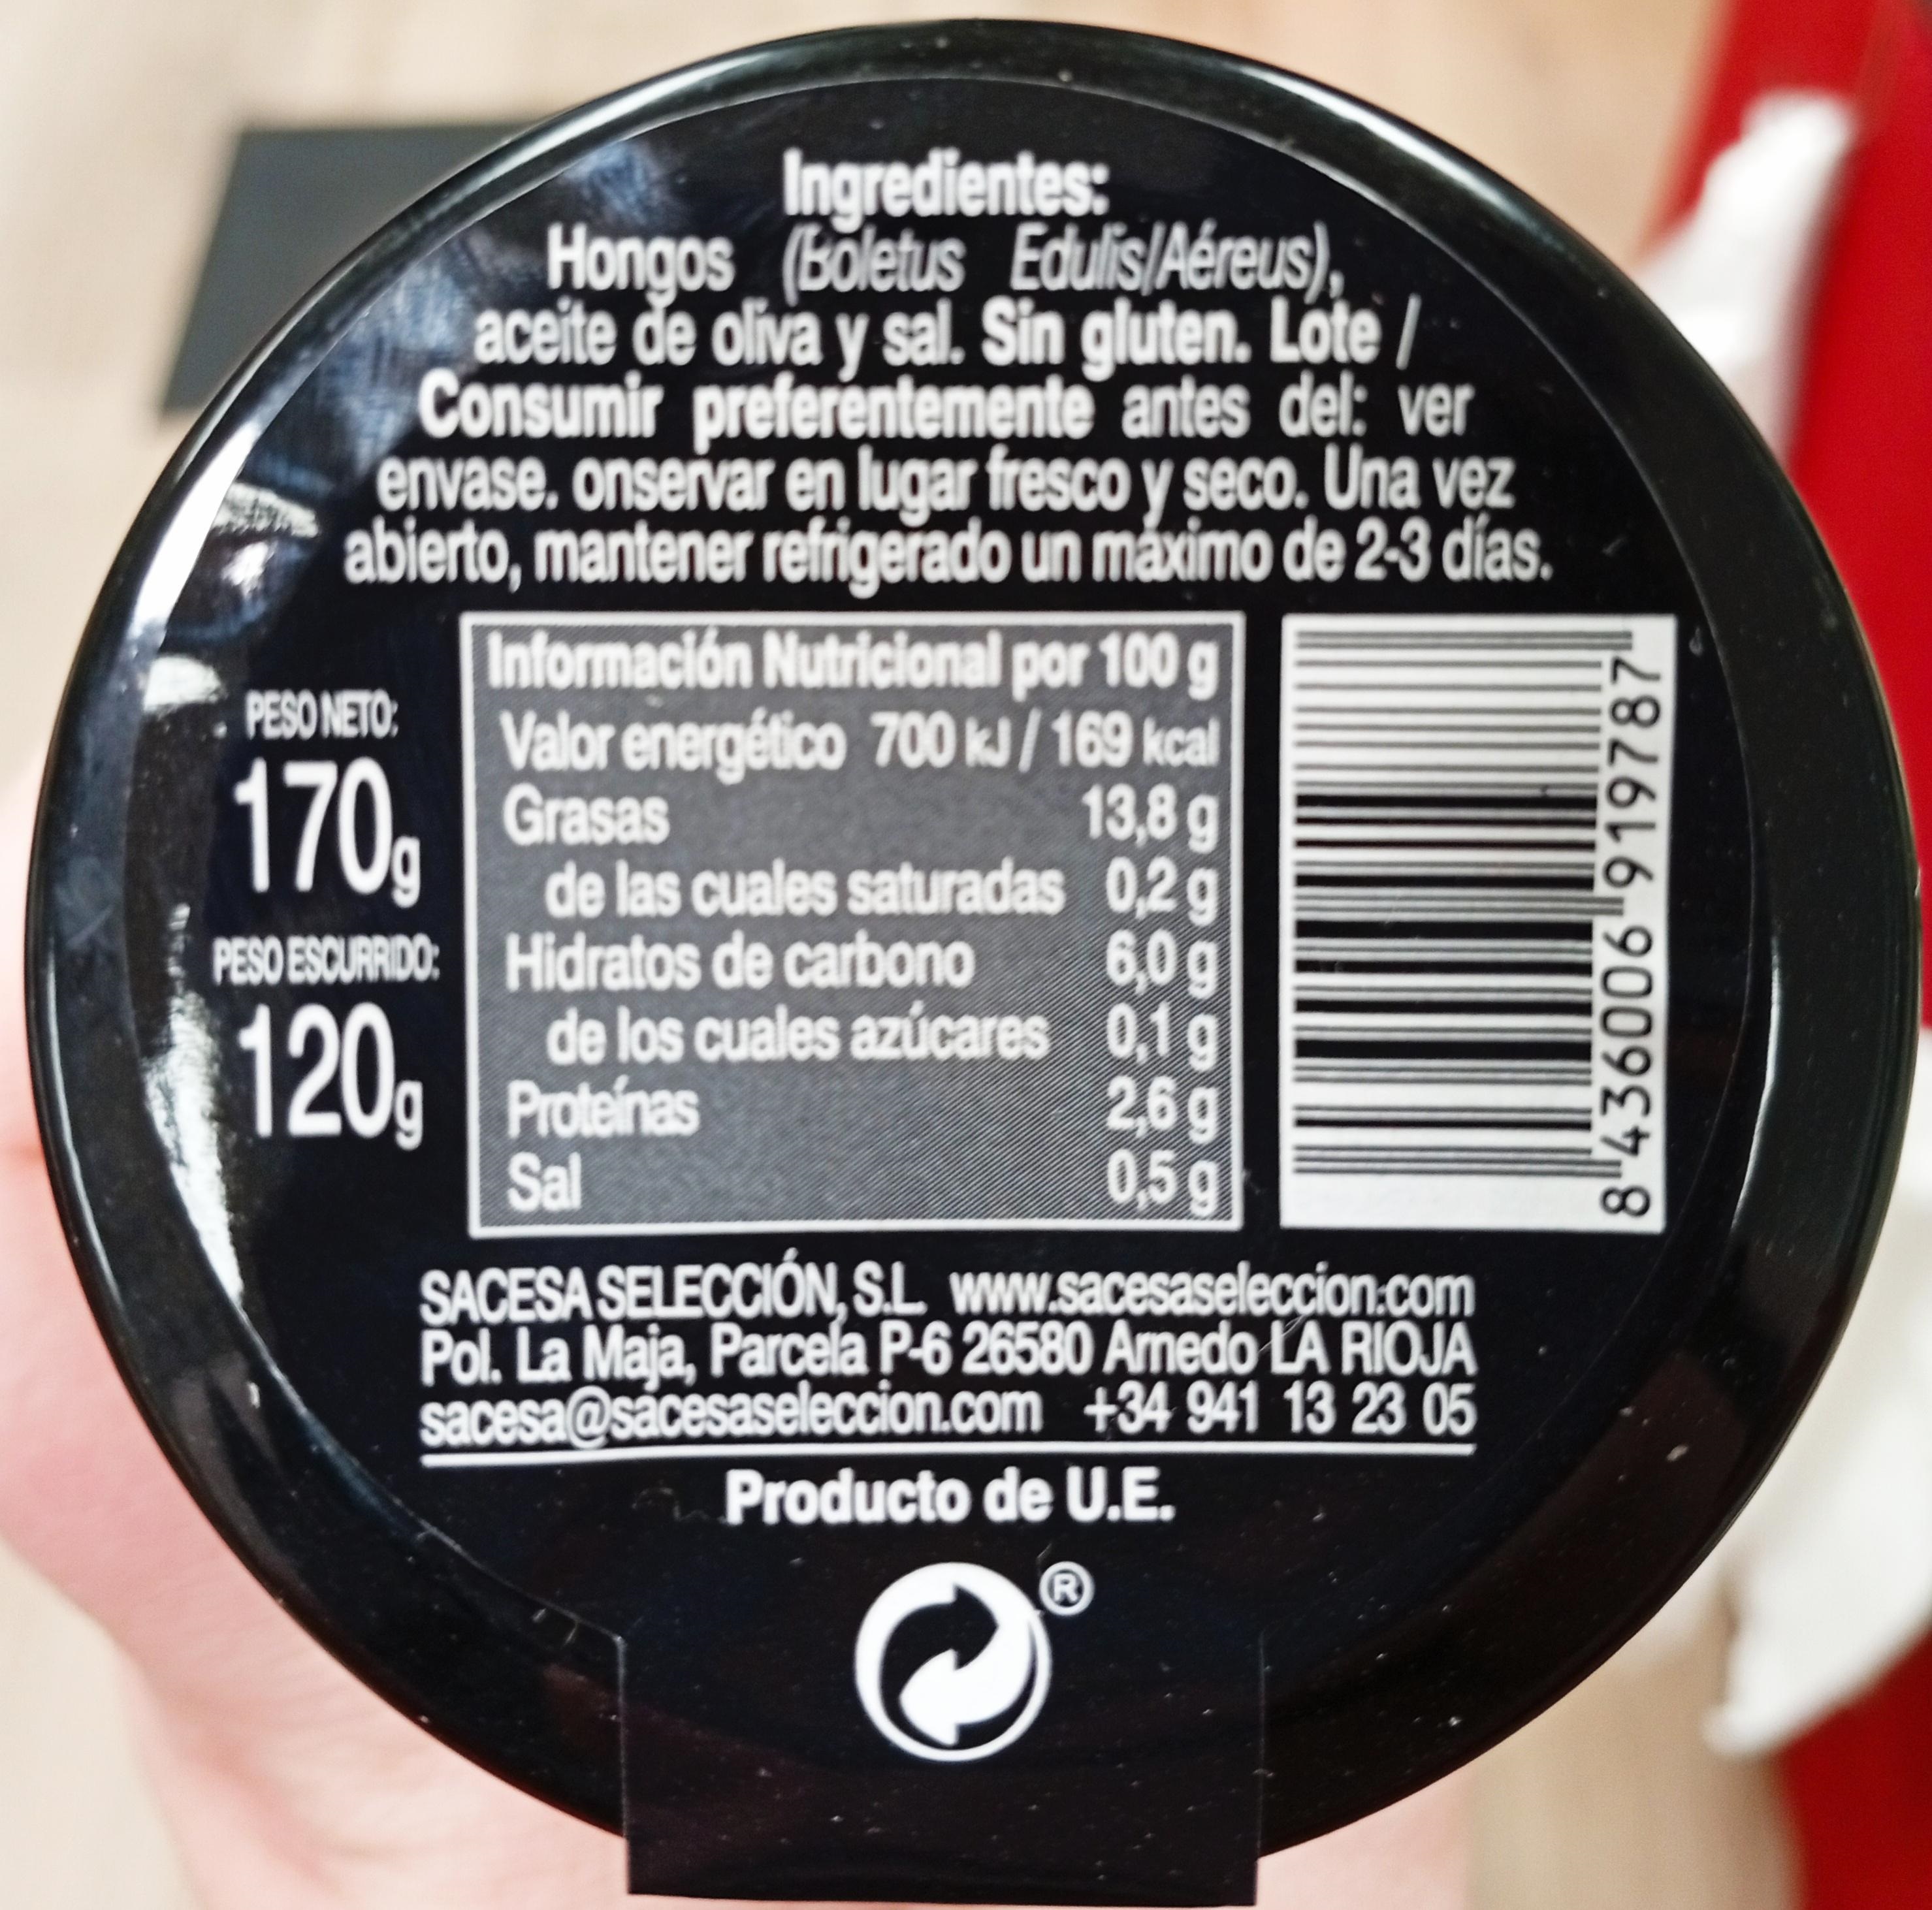 Ingredientes:
Hongos (Boletus Edulis/Aéreus),
aceite de oliva y sal. Sin gluten. Lote /
Consumir preferentemente antes del: ver
envase. onservar en lugar fresco y seco. Una vez
abierto, mantener refrigerado un máximo de 2-3 días.
PESO NETO:
170g
PESO ESCURRIDO:
120g
Información Nutricional por 100 g
Valor energético 700 kJ / 169 kcal
Grasas 13,8 g
de las cuales saturadas 0,2 g
Hidratos de carbono 6,0 g
de los cuales azúcares 0,1 g
Proteínas 2,6 g
Sal 0,5 g
8 436006 919787
SACESA SELECCIÓN, S.L. www.sacesaseleccion.com
Pol. La Maja, Parcela P-6 26580 Arnedo LA RIOJA
sacesa@sacesaseleccion.com +34 941 13 23 05
Producto de U.E.
®